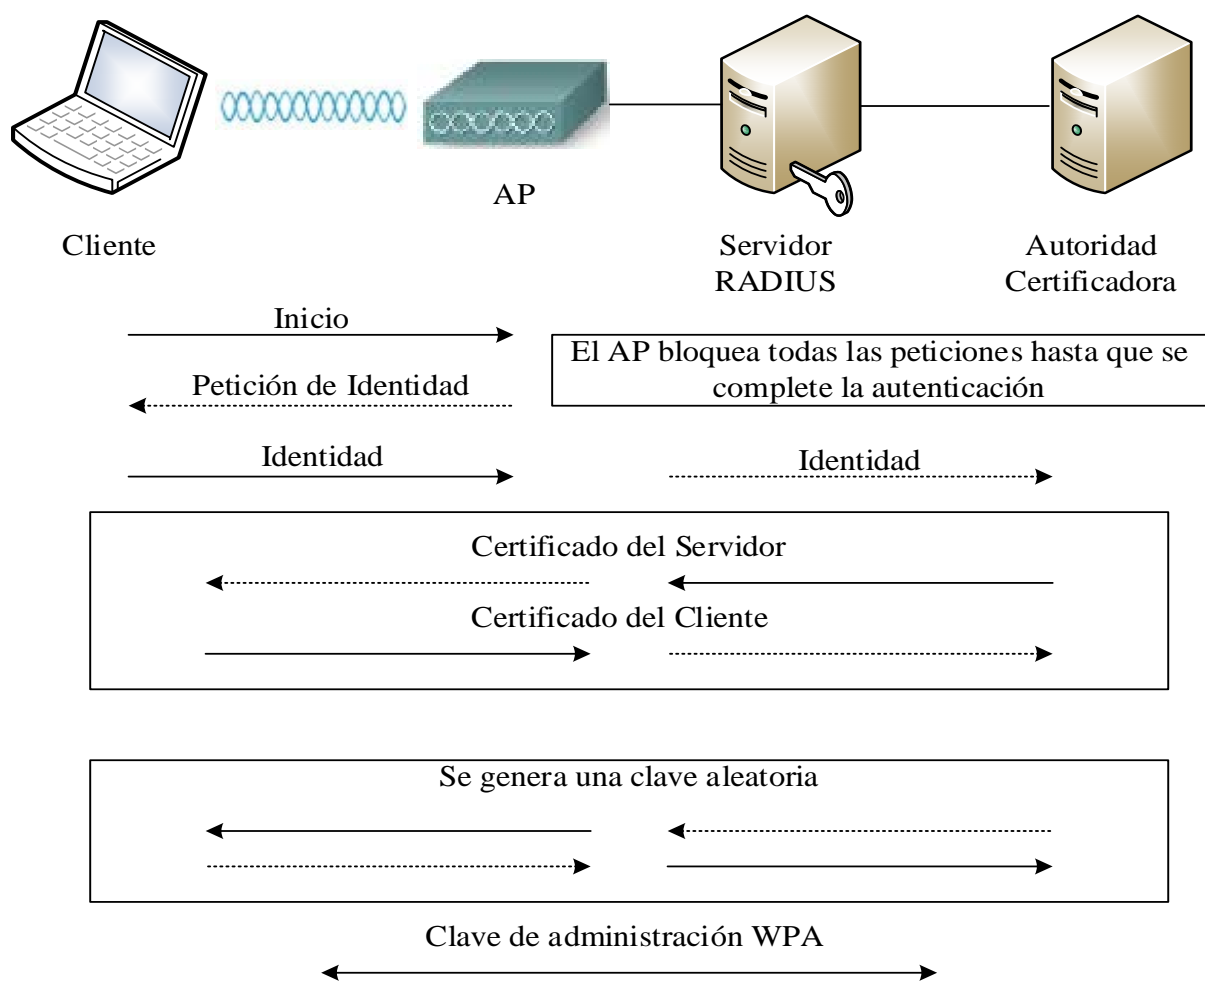 AP
Cliente
Servidor
RADIUS
Autoridad
Certificadora
Inicio
El AP bloquea todas las peticiones hasta que se
complete la autenticación
Petición de Identidad
Identidad
Identidad
Certificado del Servidor
Certificado del Cliente
Se genera una clave aleatoria
Clave de administración WPA